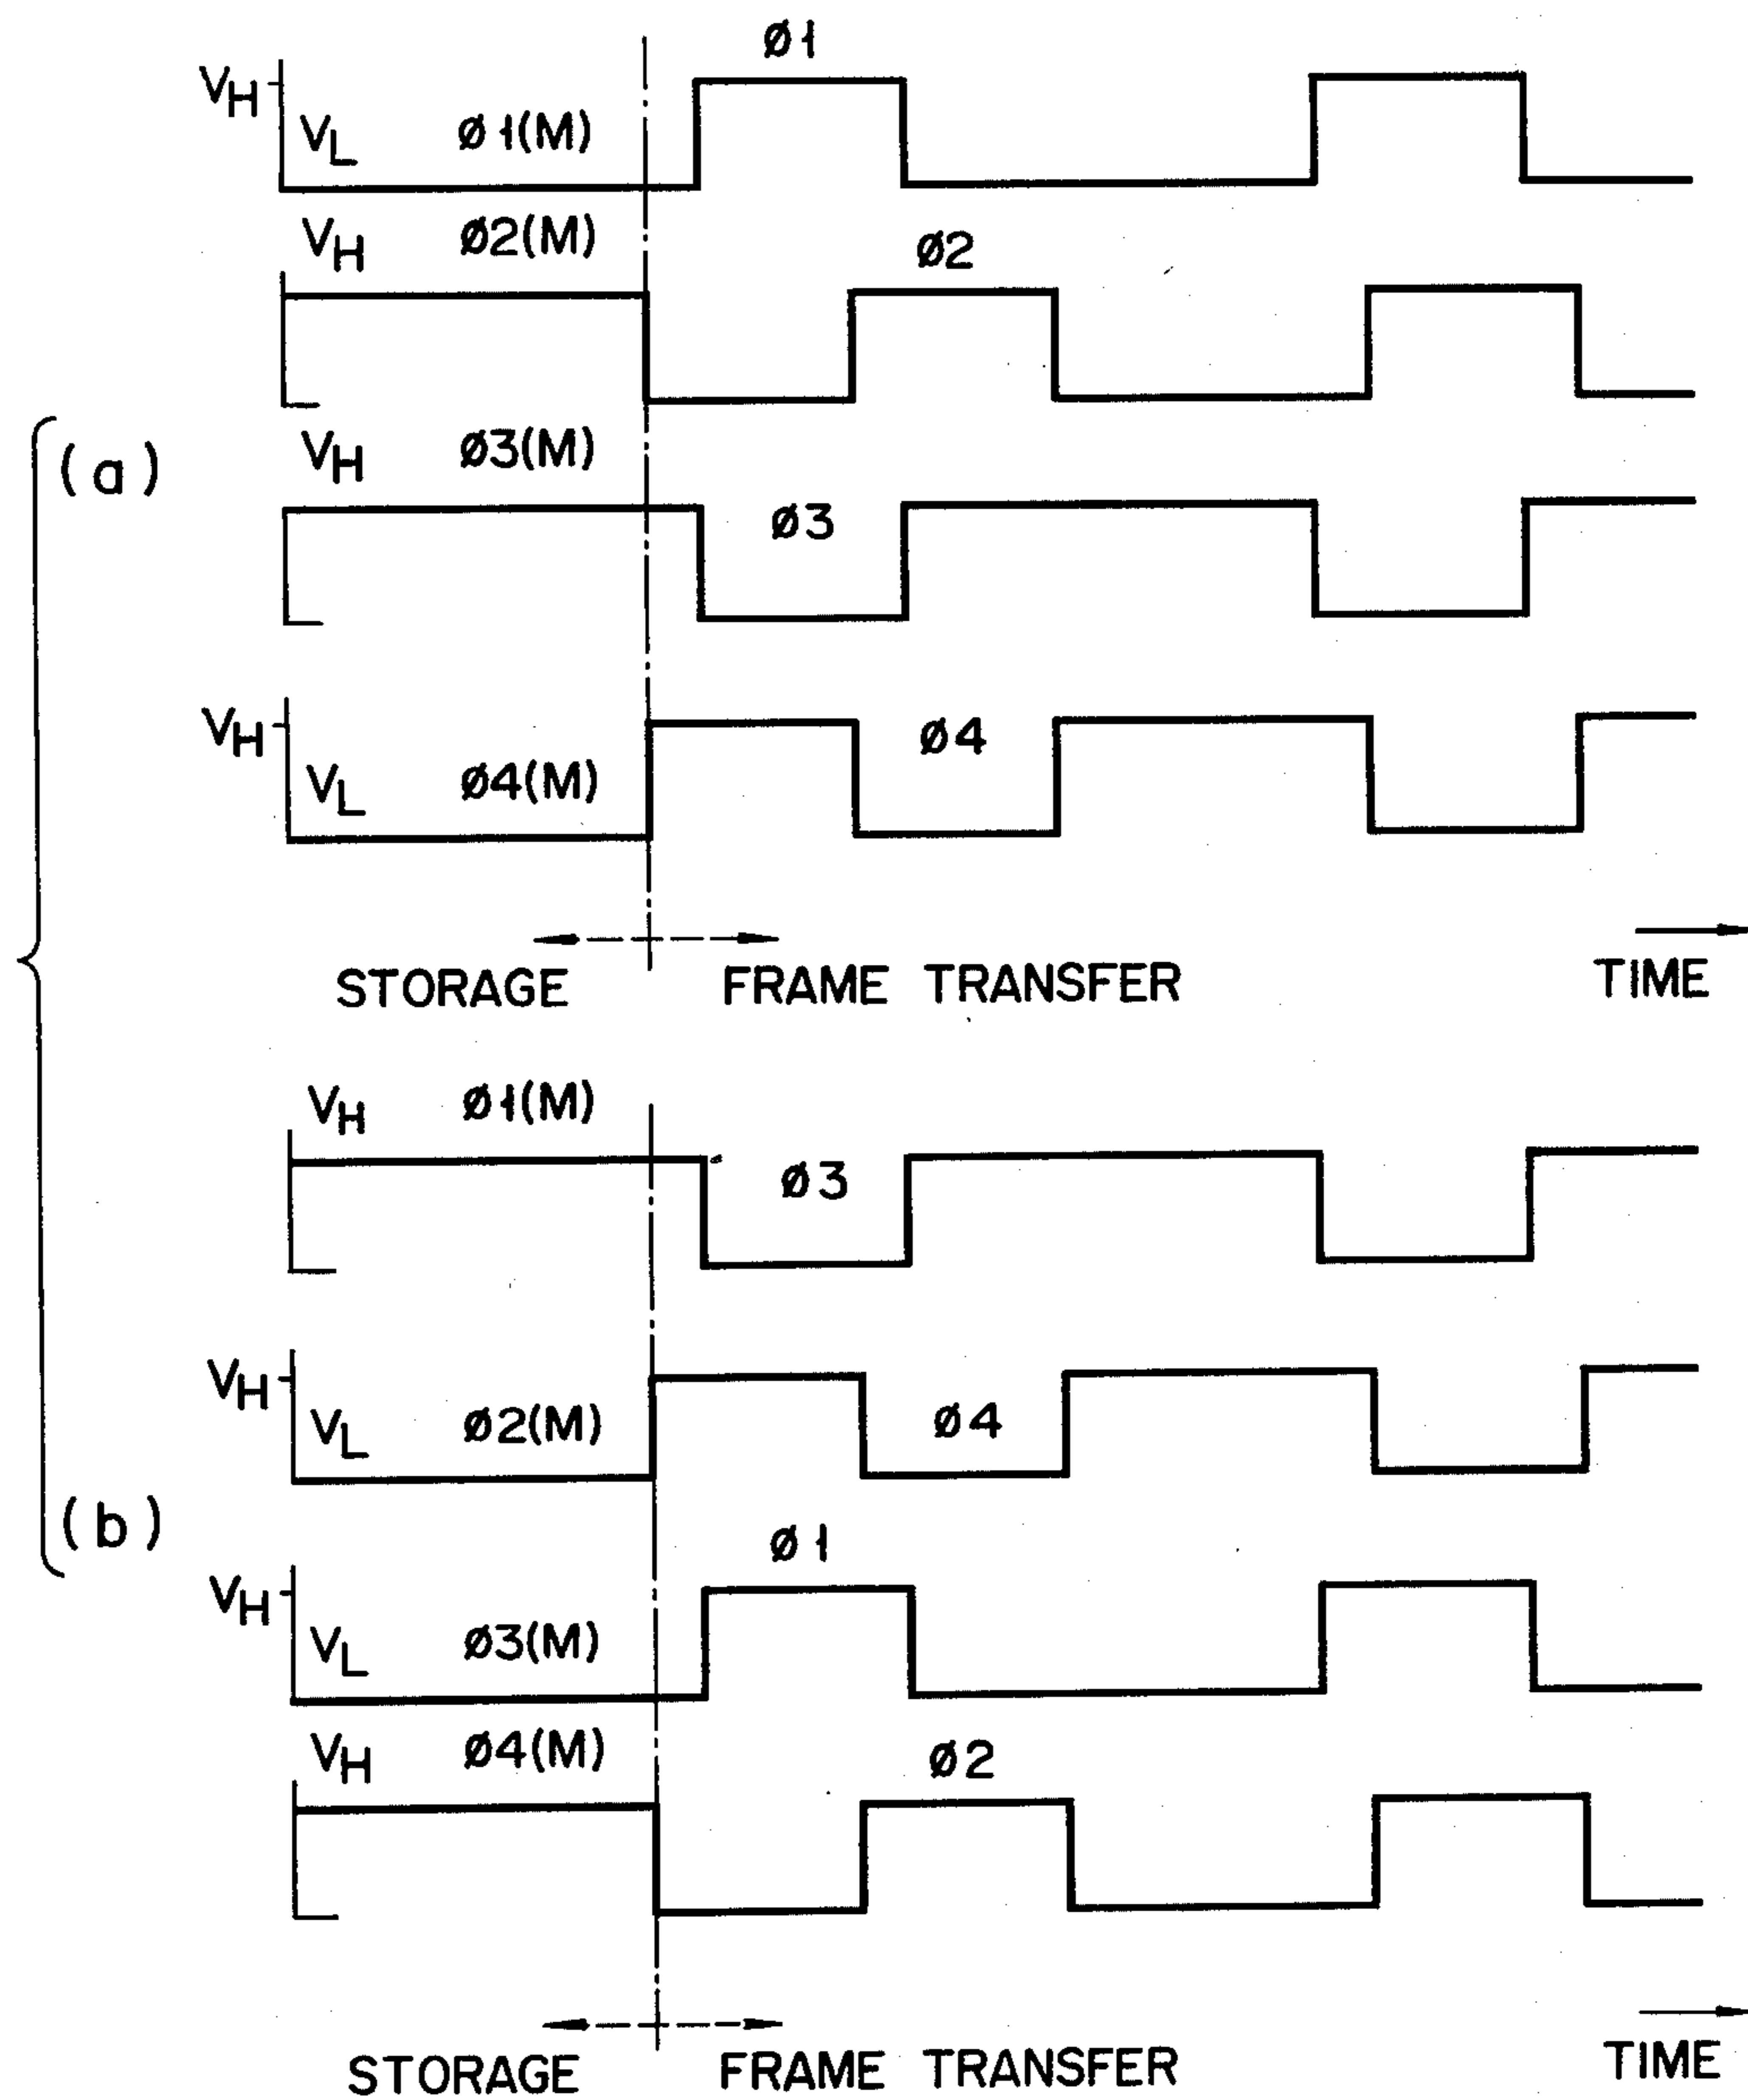 ø1
VH
VL ø1(M)
VH ø2(M) ø2
(a)
VH ø3(M)
ø3
VH
ø4
VL ø4(M)
STORAGE FRAME TRANSFER TIME
VH ø1(M)
ø3
VH
VL ø2(M) ø4
(b)
ø1
VH
VL ø3(M)
VH ø4(M) ø2
STORAGE FRAME TRANSFER TIME